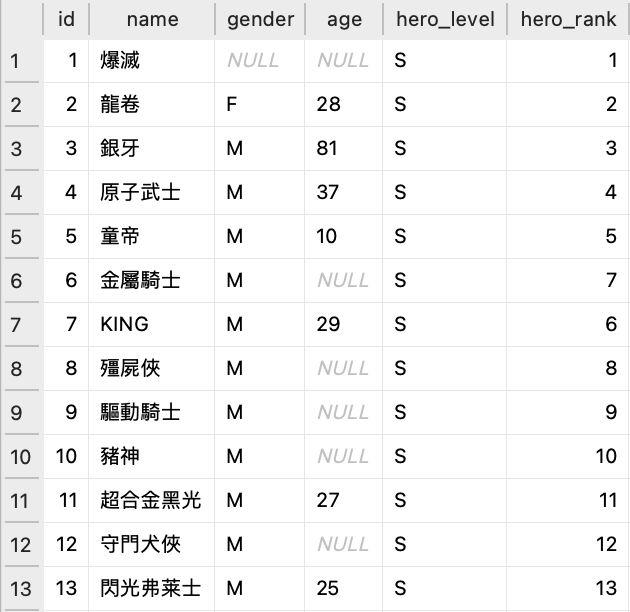 id name gender age hero_level hero_rank
1 1 爆滅 NULL NULL S 1
2 2 龍卷 F 28 S 2
3 3 銀牙 M 81 S 3
4 4 原子武士 M 37 S 4
5 5 童帝 M 10 S 5
6 6 金屬騎士 M NULL S 7
7 7 KING M 29 S 6
8 8 殭屍俠 M NULL S 8
9 9 驅動騎士 M NULL S 9
10 10 豬神 M NULL S 10
11 11 超合金黑光 M 27 S 11
12 12 守門犬俠 M NULL S 12
13 13 閃光弗莱士 M 25 S 13